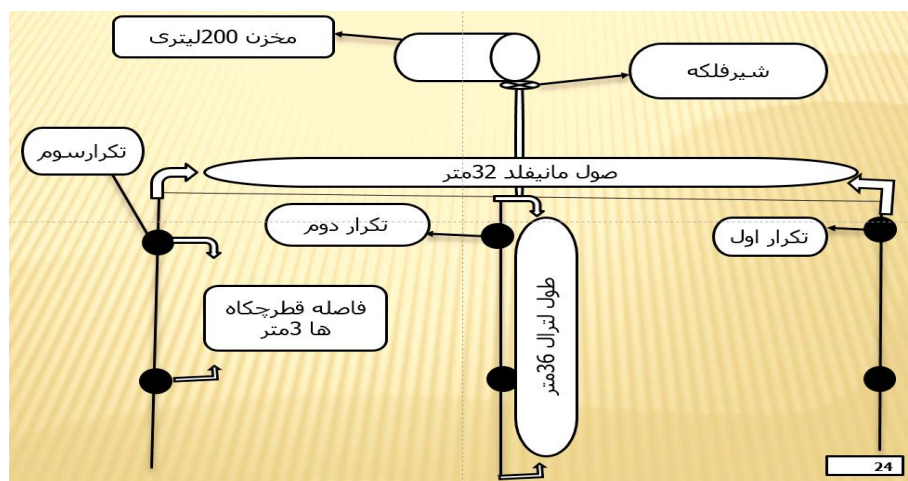 مخزن 200لیتری
شیرفلکه
صول مانیفلد 32متر
تکرارسوم
تکرار دوم
تکرار اول
فاصله قطرچکاه
ها 3متر
طول لترال 36متر
24